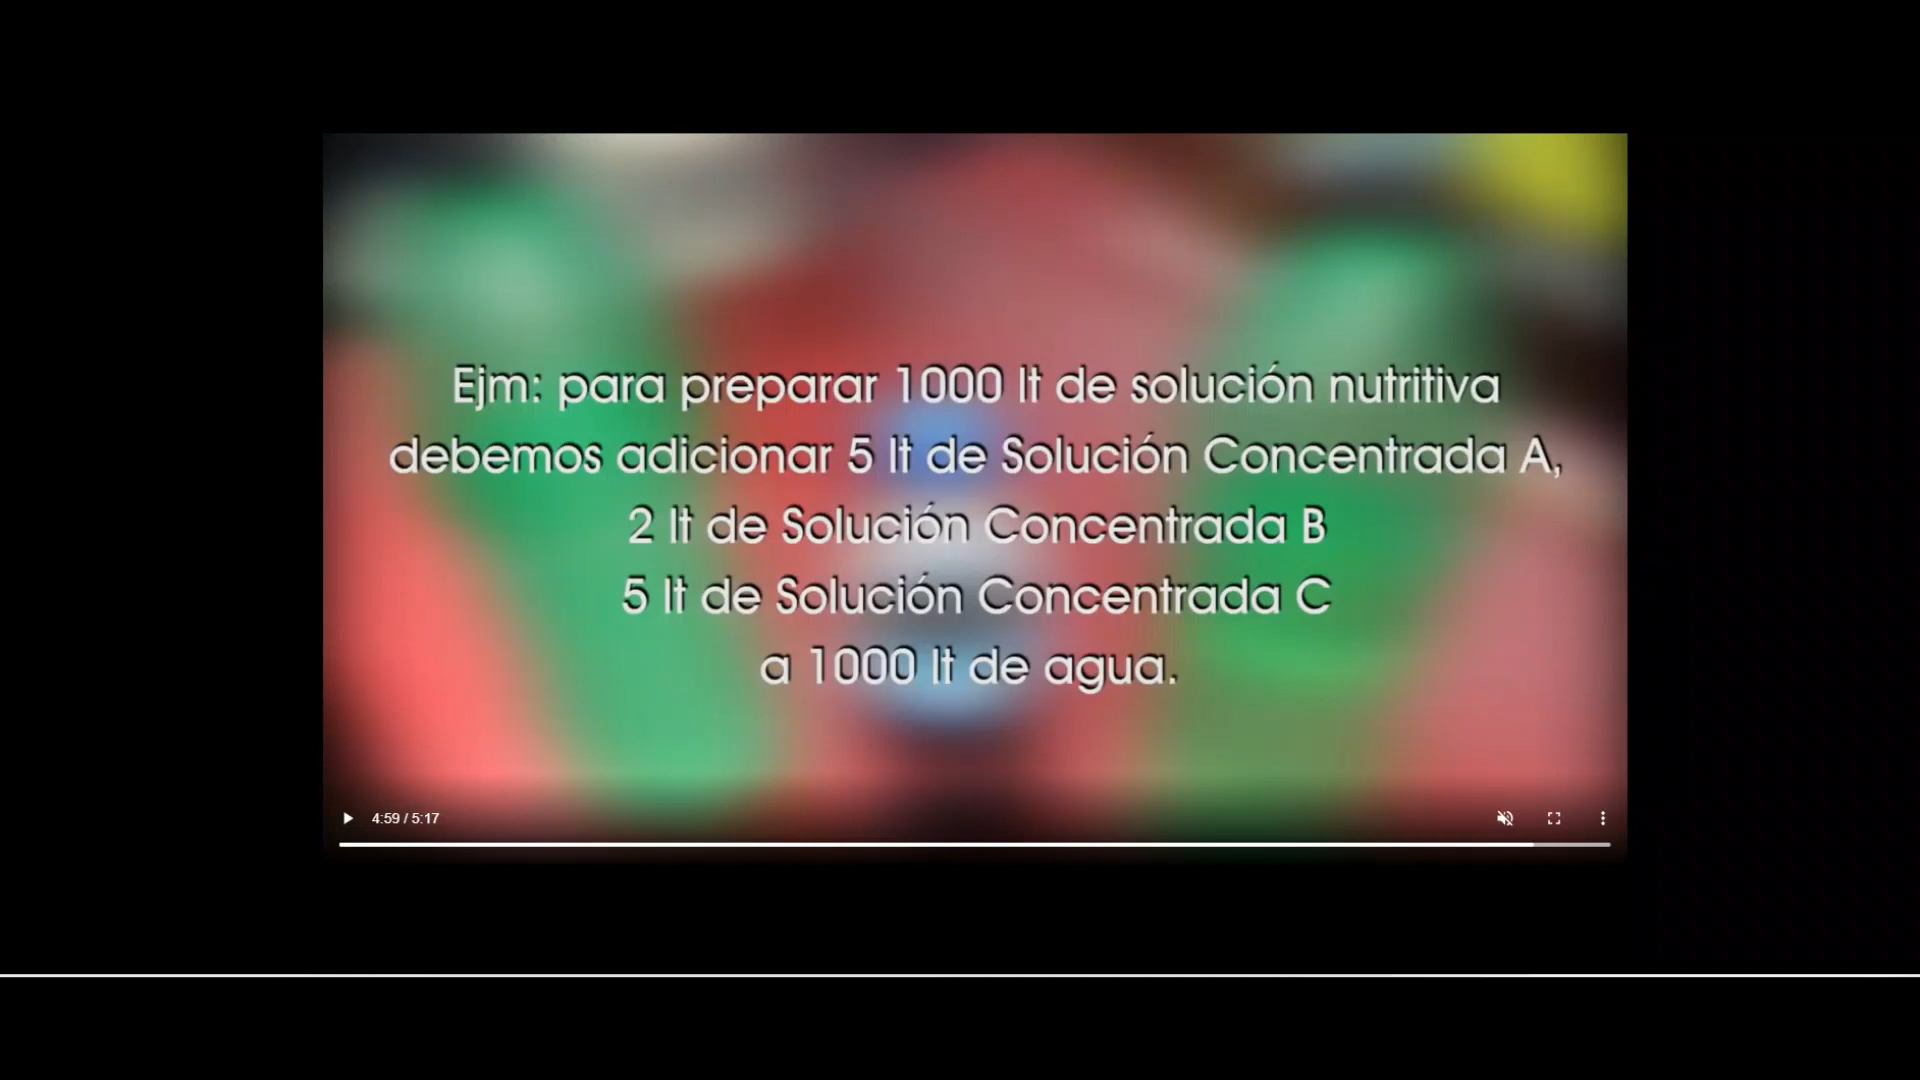 Ejm: para preparar 1000 lt de solución nutritiva
debemos adicionar 5 lt de Solución Concentrada A,
2 lt de Solución Concentrada B
5 lt de Solución Concentrada C
a 1000 lt de agua.
4:59 / 5:17